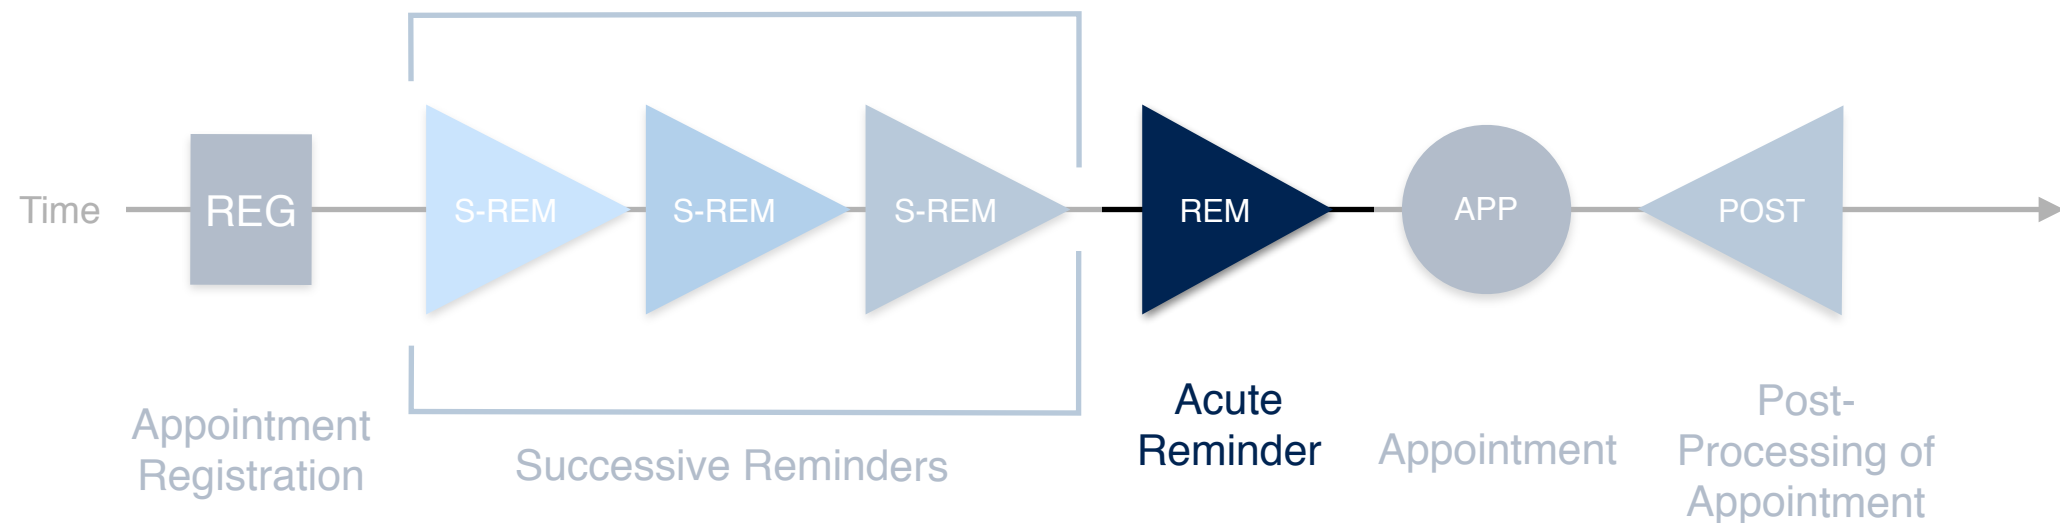 Time
REG
S-REM
S-REM
S-REM
REM
APP
POST
Appointment
Registration
Successive Reminders
Acute
Reminder
Appointment
Post-
Processing of
Appointment